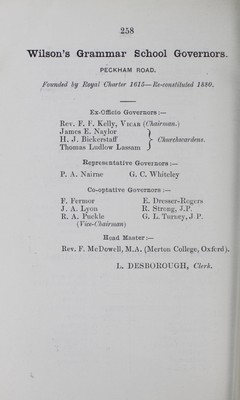 258
Wilson's Grammar School Governors.
PECKHAM ROAD.
Founded by Royal Charter 1615—Re-constituted 1880.
Ex-Officio Governors:—
Rev. F. F. Kelly, VICAR (Chairman.)
James E. Naylor
H. J. Bickerstaff } Churchwardens.
Thomas Ludlow Lassam
Representative Governors:—
P. A. Nairne G. C. Whiteley
Co-optative Governors :—
F. Fermor E. Dresser-Rogers
J. A. Lyon R. Strong, J.P.
R. A. Puckle G. L. Turney, J.P.
(Vice-Chairman)
Head Master:—
Rev. F. McDowell, M.A. (Merton College, Oxford).
L. DESBOROUGH, Clerk.